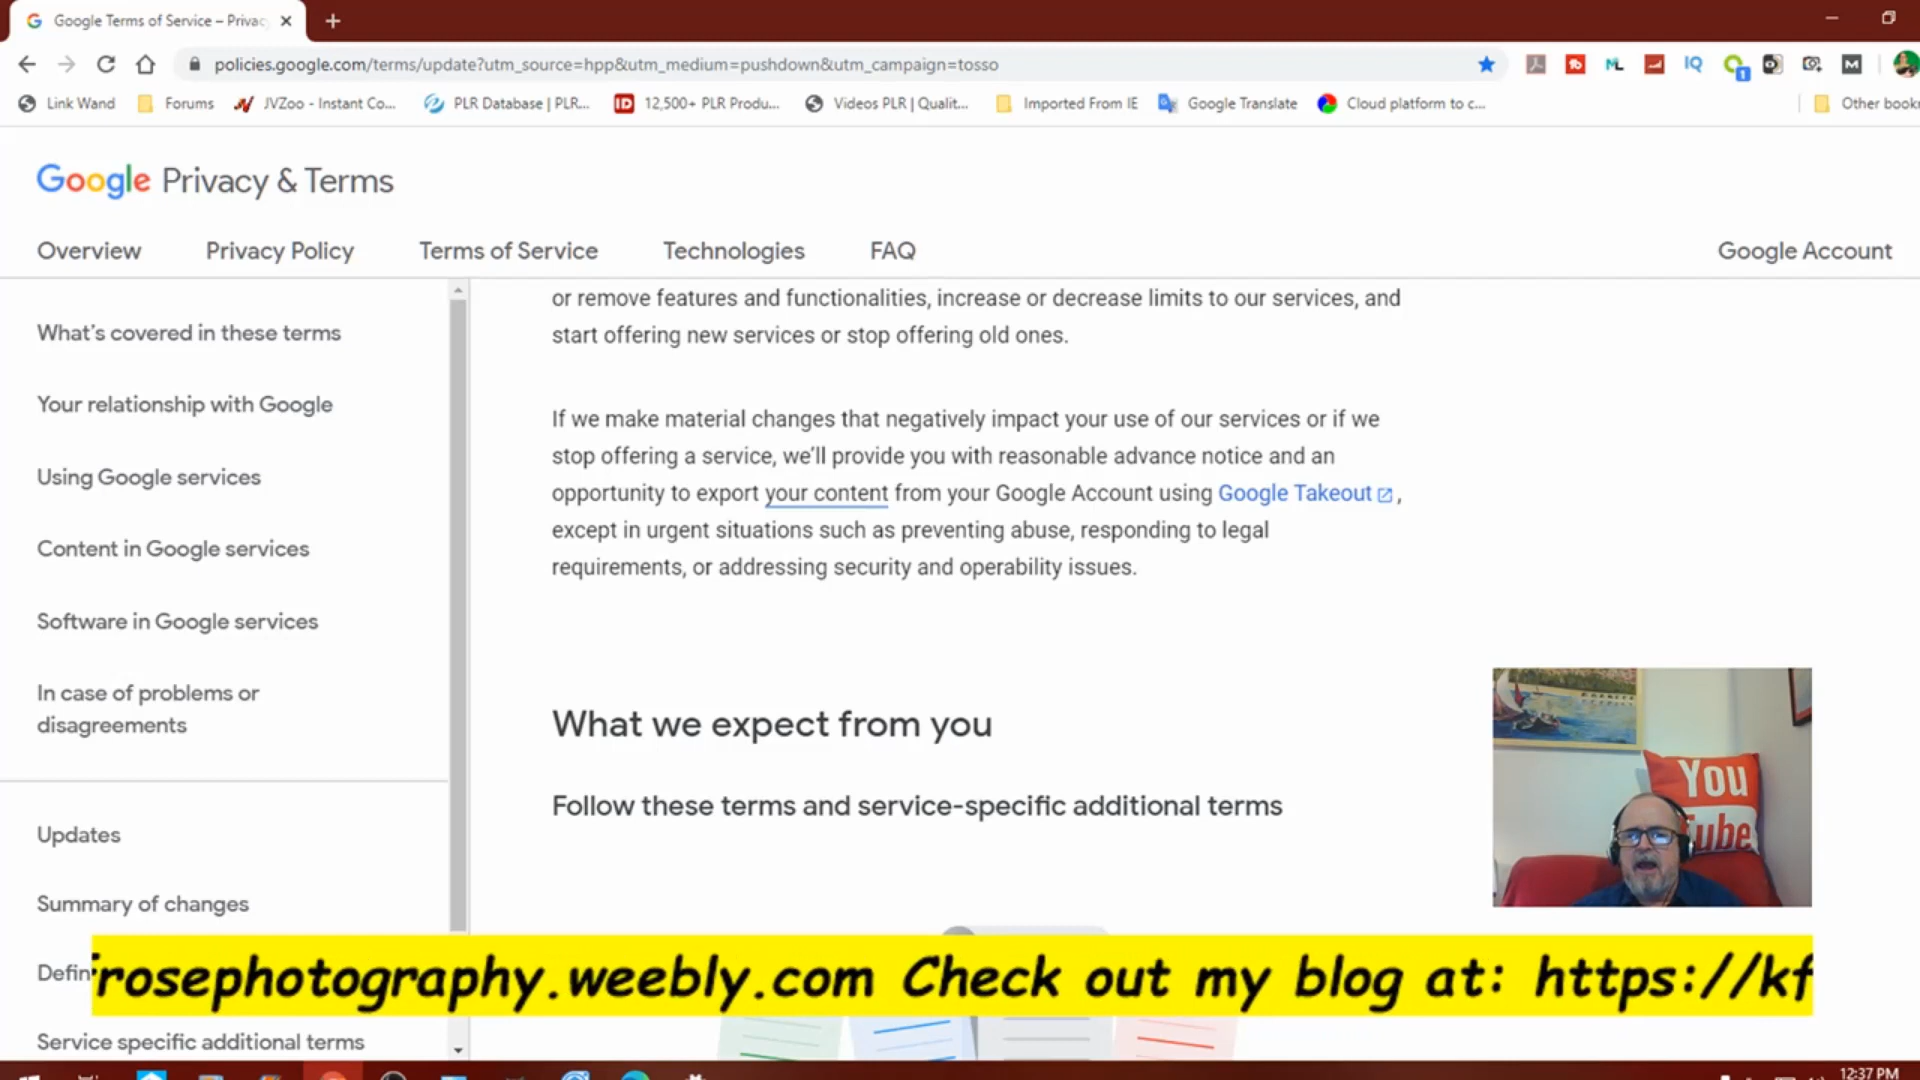 Google Terms of Service – Privac
policies.google.com/terms/update?utm_source=hpp&utm_medium=pushdown&utm_campaign=tosso
Link Wand Forums JVZoo - Instant Co... PLR Database | PLR... 12,500+ PLR Produ... Videos PLR | Qualit... Imported From IE Google Translate Cloud platform to c... Other book
Google Privacy & Terms
Overview Privacy Policy Terms of Service Technologies FAQ Google Account
What's covered in these terms
Your relationship with Google
Using Google services
Content in Google services
Software in Google services
In case of problems or
disagreements
Updates
Summary of changes
Defin
Service specific additional terms
or remove features and functionalities, increase or decrease limits to our services, and
start offering new services or stop offering old ones.
If we make material changes that negatively impact your use of our services or if we
stop offering a service, we'll provide you with reasonable advance notice and an
opportunity to export your content from your Google Account using Google Takeout,
except in urgent situations such as preventing abuse, responding to legal
requirements, or addressing security and operability issues.
What we expect from you
Follow these terms and service-specific additional terms
You
Tube
frosephotography.weebly.com Check out my blog at: https://kf
12:37 PM